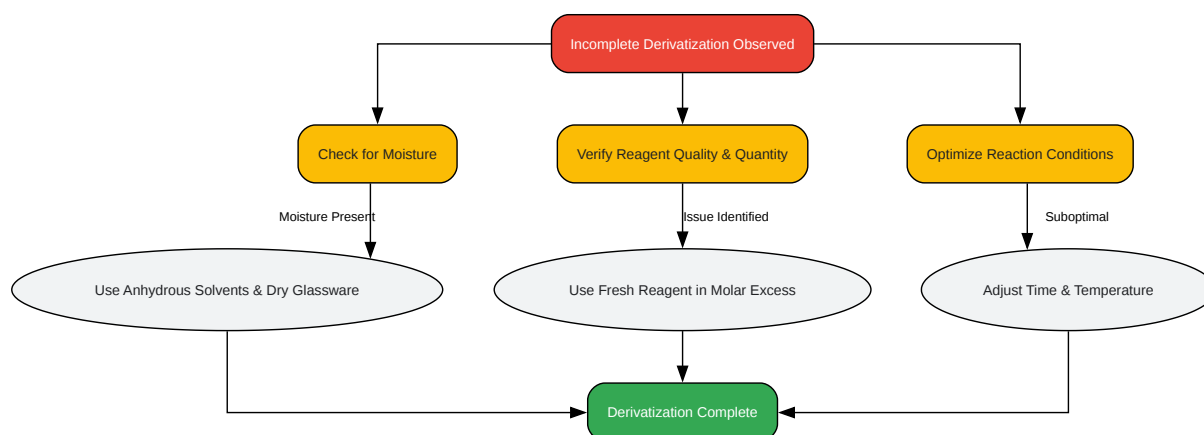 Incomplete Derivatization Observed
Check for Moisture
Verify Reagent Quality & Quantity
Optimize Reaction Conditions
Moisture Present
Issue Identified
Suboptimal
Use Anhydrous Solvents & Dry Glassware
Use Fresh Reagent in Molar Excess
Adjust Time & Temperature
Derivatization Complete